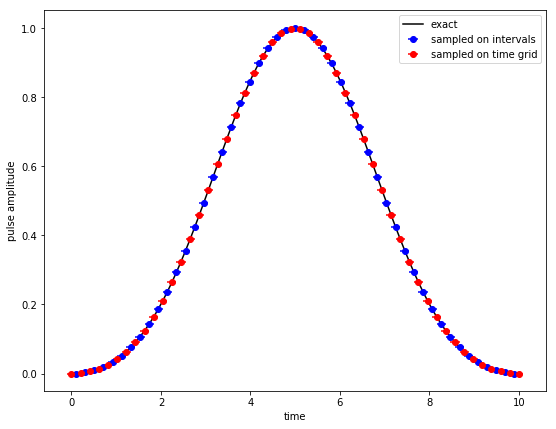 exact
sampled on intervals
sampled on time grid
pulse amplitude
1.0
0.8
0.6
0.4
0.2
0.0
0
2
4
6
8
10
time